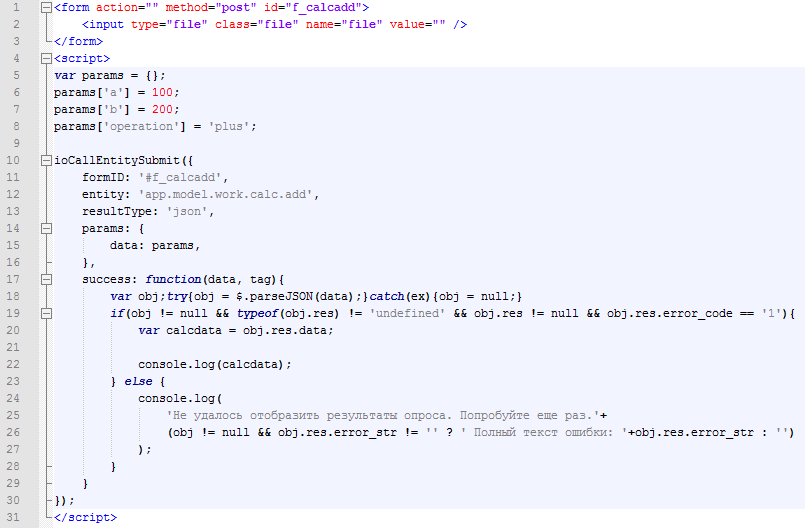 1 <form action="" method="post" id="f_calcadd">
2     <input type="file" class="file" name="file" value="" />
3 </form>
4 <script>
5 var params = {};
6 params['a'] = 100;
7 params['b'] = 200;
8 params['operation'] = 'plus';
9
10 ioCallEntitySubmit({
11     formID: '#f_calcadd',
12     entity: 'app.model.work.calc.add',
13     resultType: 'json',
14     params: {
15         data: params,
16     },
17     success: function(data, tag){
18         var obj;try{obj = $.parseJSON(data);}catch(ex){obj = null;}
19         if(obj != null && typeof(obj.res) != 'undefined' && obj.res != null && obj.res.error_code == '1'){
20             var calcdata = obj.res.data;
21
22             console.log(calcdata);
23         } else {
24             console.log(
25                 'Не удалось отобразить результаты опроса. Попробуйте еще раз.'+
26                 (obj != null && obj.res.error_str != '' ? ' Полный текст ошибки: '+obj.res.error_str : '')
27             );
28         }
29     }
30 });
31 </script>